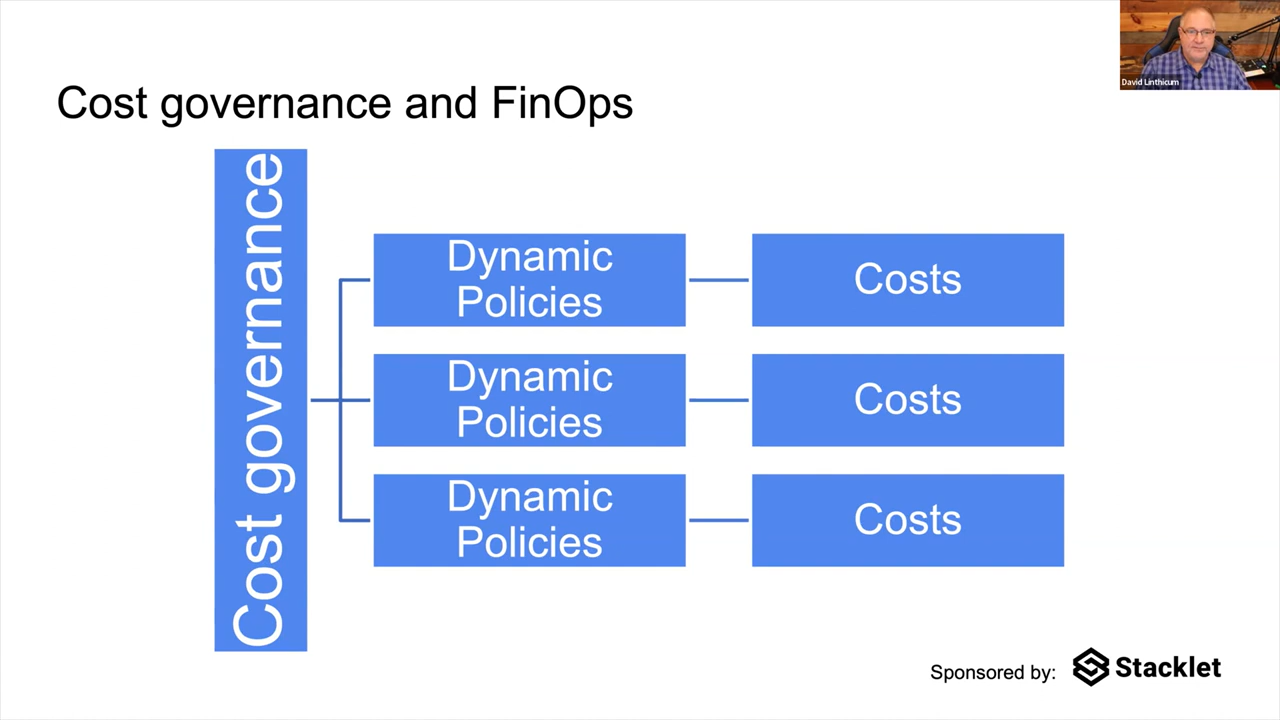 David Linthicum
Cost governance and FinOps
Cost governance
Dynamic
Policies
Costs
Dynamic
Policies
Costs
Dynamic
Policies
Costs
Sponsored by: Stacklet